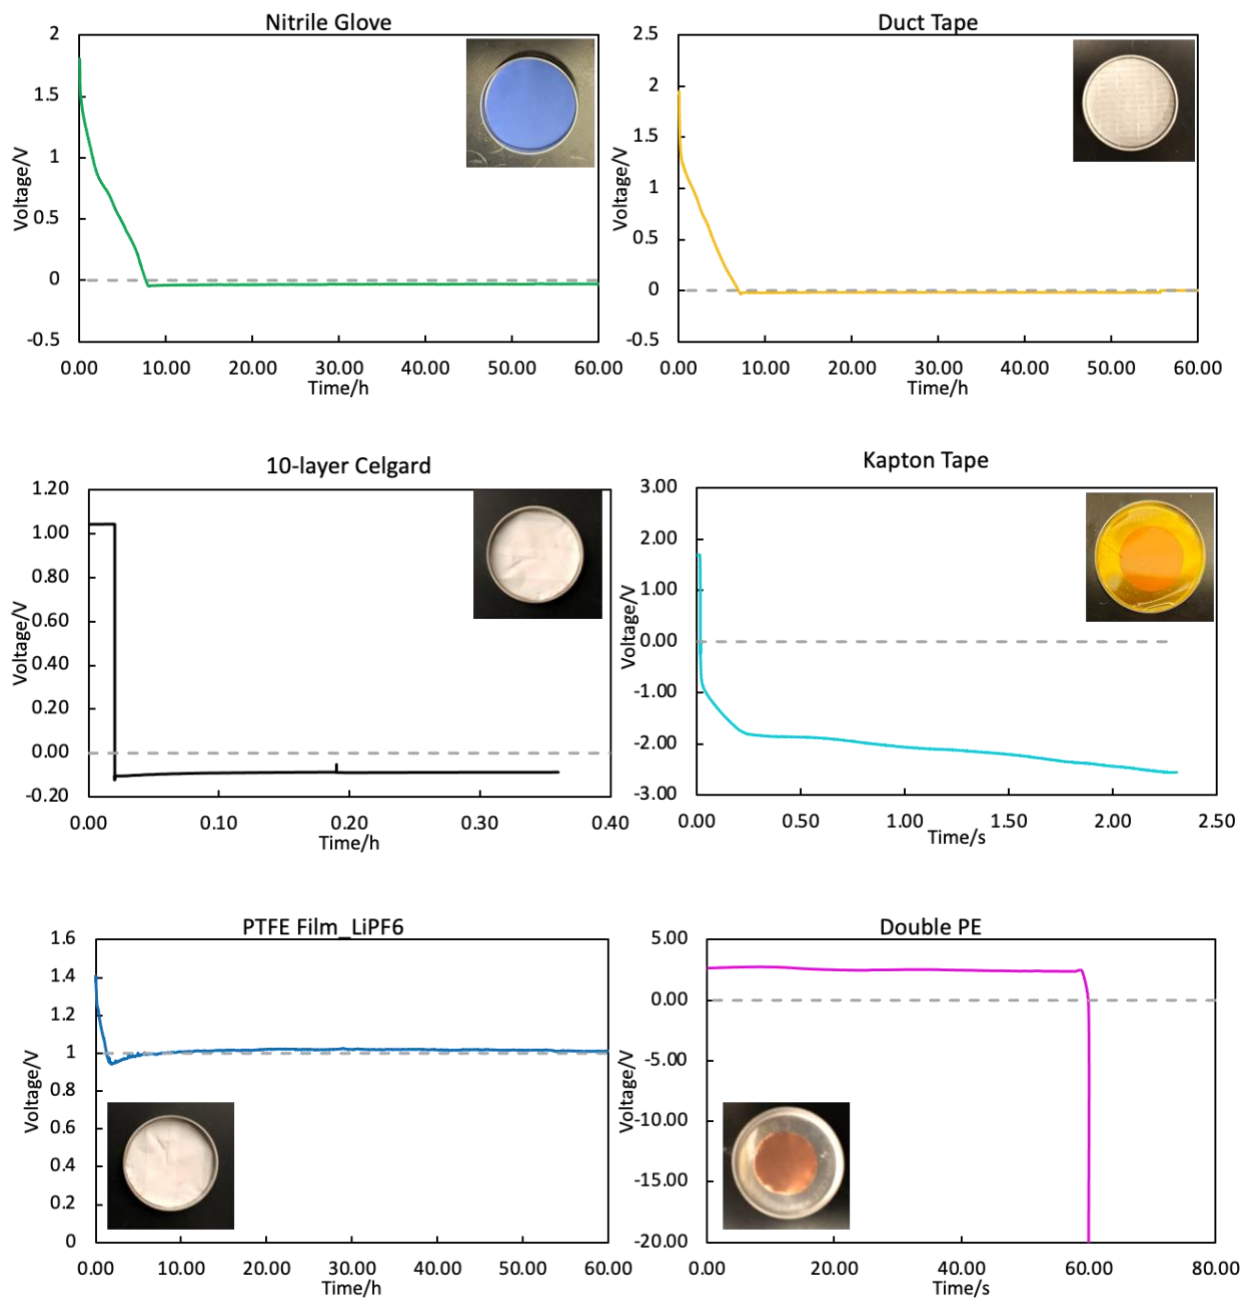 Nitrile Glove
2
1.5
1
0.5
0
-0.5
Voltage/V
0.00 10.00 20.00 30.00 40.00 50.00 60.00
Time/h
Duct Tape
2.5
2
1.5
1
0.5
0
-0.5
Voltage/V
0.00 10.00 20.00 30.00 40.00 50.00 60.00
Time/h
10-layer Celgard
1.20
1.00
0.80
0.60
0.40
0.20
0.00
-0.20
Voltage/V
0.00 0.10 0.20 0.30 0.40
Time/h
Kapton Tape
3.00
2.00
1.00
0.00
-1.00
-2.00
-3.00
Voltage/V
0.00 0.50 1.00 1.50 2.00 2.50
Time/s
PTFE Film_LiPF6
1.6
1.4
1.2
1
0.8
0.6
0.4
0.2
0
Voltage/V
0.00 10.00 20.00 30.00 40.00 50.00 60.00
Time/h
Double PE
5.00
0.00
-5.00
-10.00
-15.00
-20.00
Voltage/V
0.00 20.00 40.00 60.00 80.00
Time/s